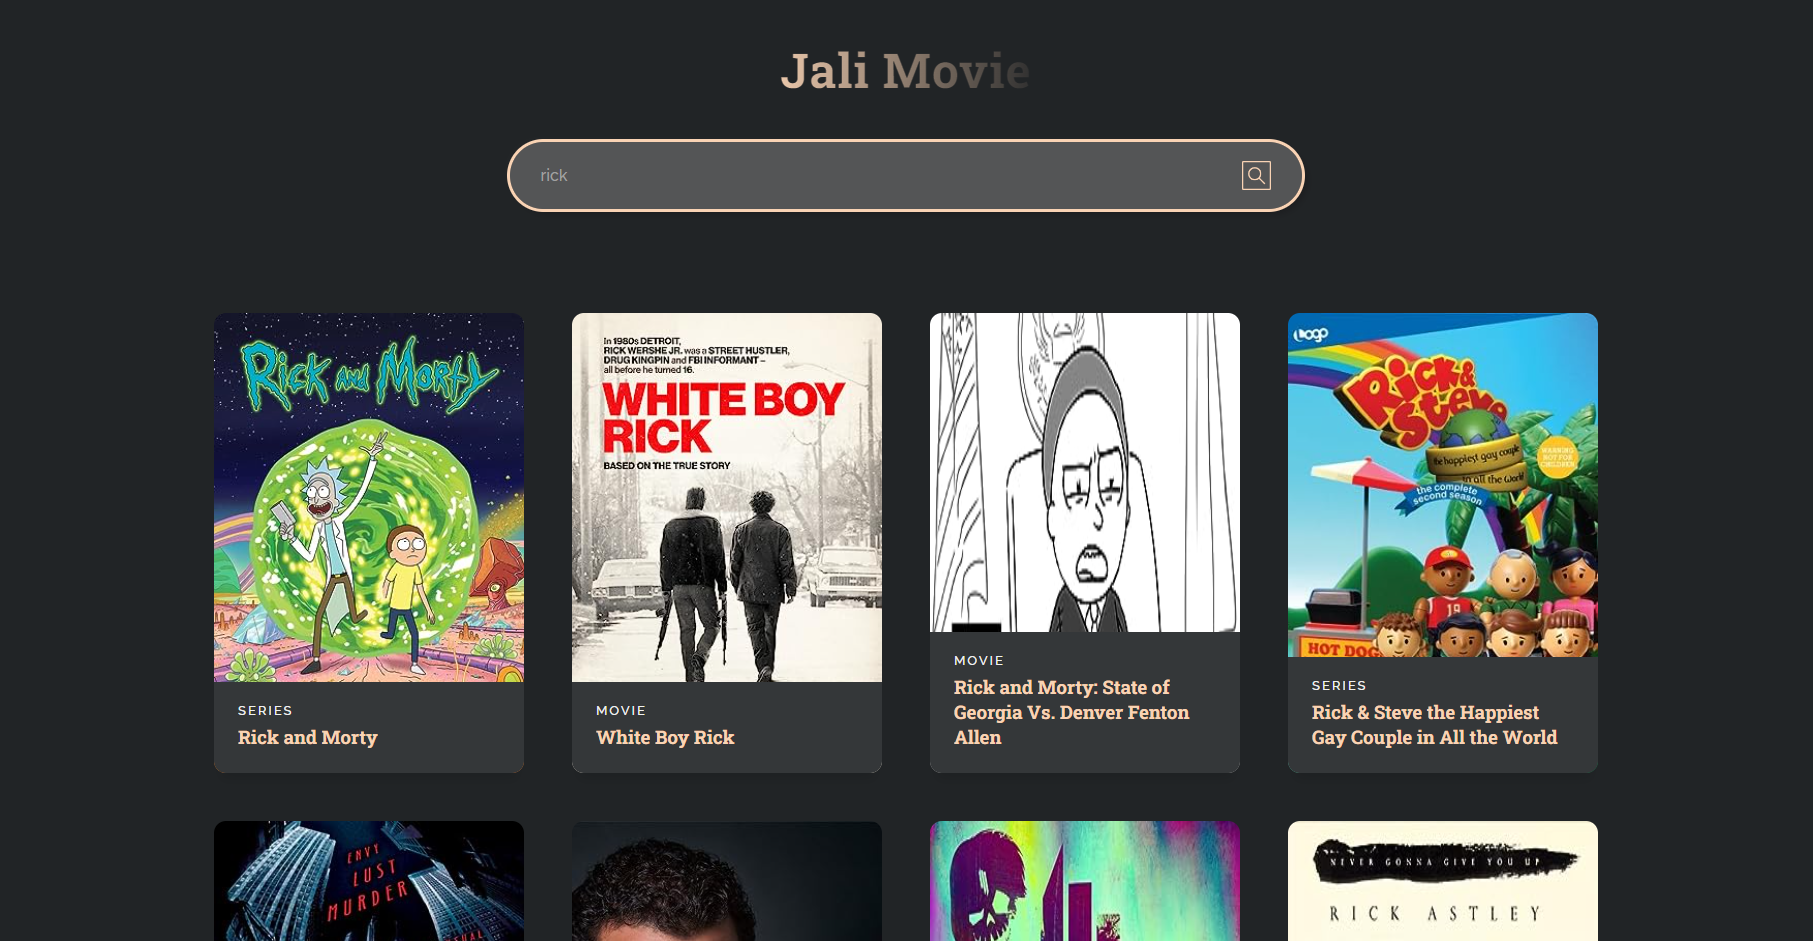 Jali Movie
rick
Rick and Morty
SERIES
Rick and Morty
In 1980s DETROIT,
RICK WERSHE JR. was a STREET HUSTLER,
DRUG KINGPIN and FBI INFORMANT –
all before he turned 16.
WHITE BOY
RICK
BASED ON THE TRUE STORY
MOVIE
White Boy Rick
MOVIE
Rick and Morty: State of
Georgia Vs. Denver Fenton
Allen
logo
Rick &
Steve
the happiest gay couple
in all the World
WARNING
NOT FOR
CHILDREN
the complete
second season
18
HOT DOG
SERIES
Rick & Steve the Happiest
Gay Couple in All the World
ENVY
LUST
MURDER
NEVER GONNA GIVE YOU UP
RICK ASTLEY